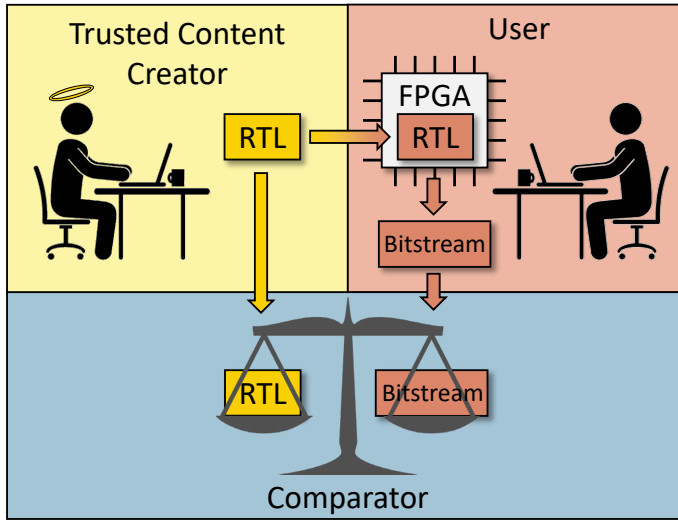 Trusted Content
Creator
User
RTL
FPGA
RTL
Bitstream
RTL
Bitstream
Comparator